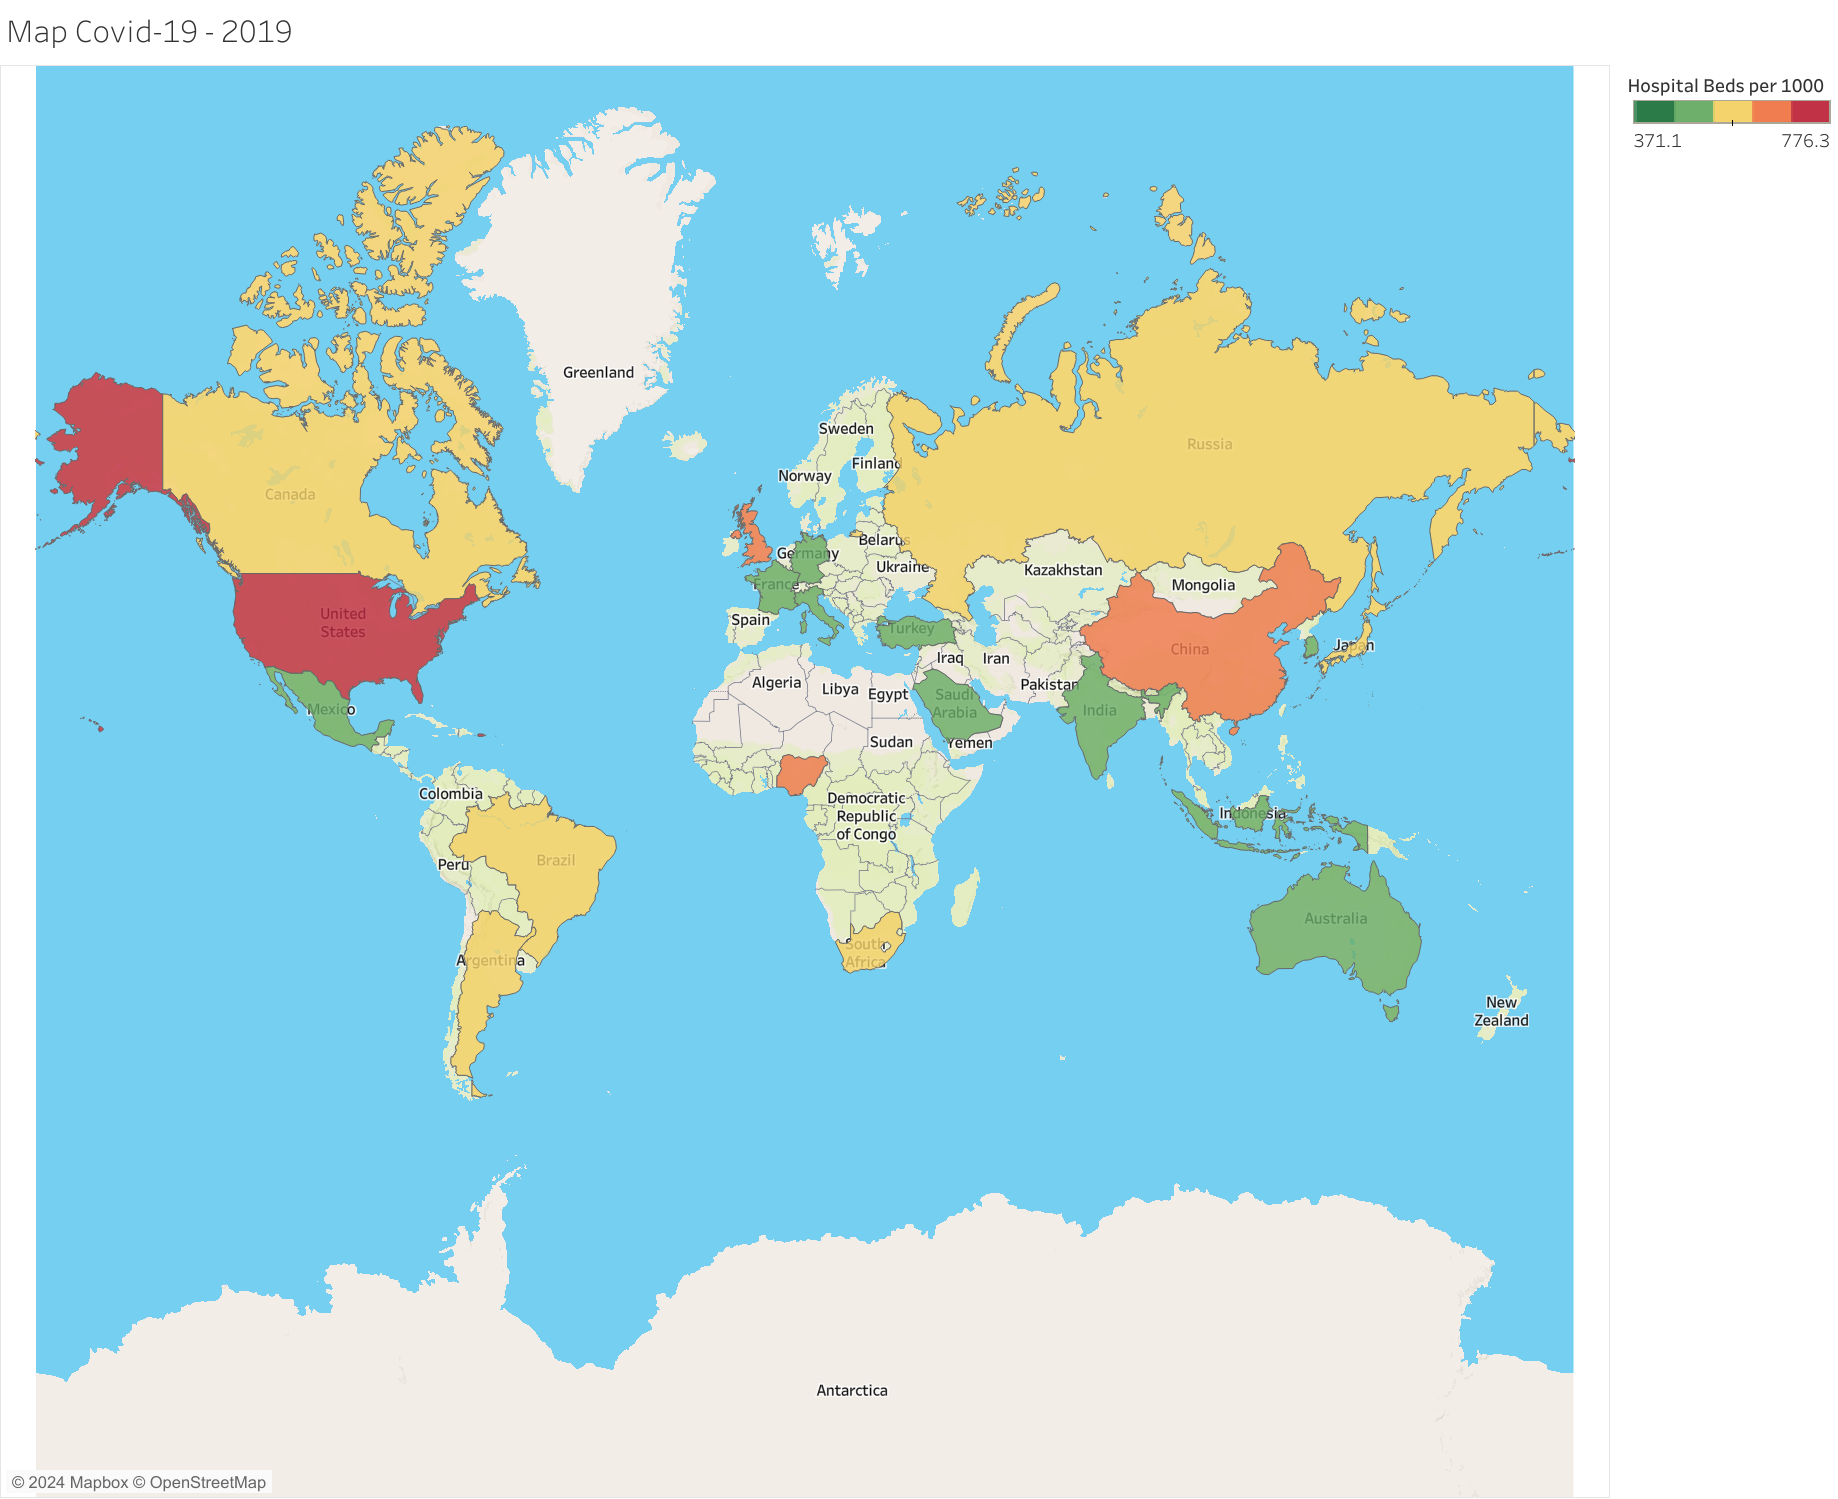 Map Covid-19 - 2019
Hospital Beds per 1000
371.1
776.3
Greenland
Sweden
Finland
Norway
Russia
Canada
Belarus
Germany
Ukraine
France
Kazakhstan
Mongolia
United
States
Spain
Turkey
Japan
China
Iraq
Iran
Algeria
Libya
Egypt
Pakistan
Saudi
Arabia
India
Mexico
Sudan
Yemen
Colombia
Democratic
Republic
of Congo
Indonesia
Peru
Brazil
Australia
South
Africa
Argentina
New
Zealand
Antarctica
© 2024 Mapbox © OpenStreetMap